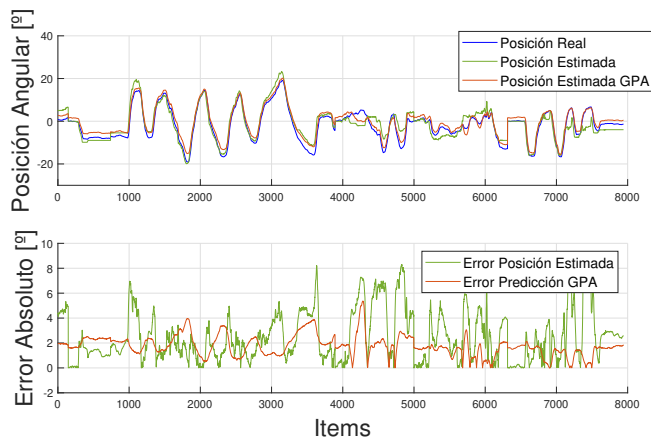 Posición Angular [º]
40
20
0
-20
0 1000 2000 3000 4000 5000 6000 7000 8000
Posición Real
Posición Estimada
Posición Estimada GPA
Error Absoluto [º]
10
8
6
4
2
0
-2
0 1000 2000 3000 4000 5000 6000 7000 8000
Error Posición Estimada
Error Predicción GPA
Items